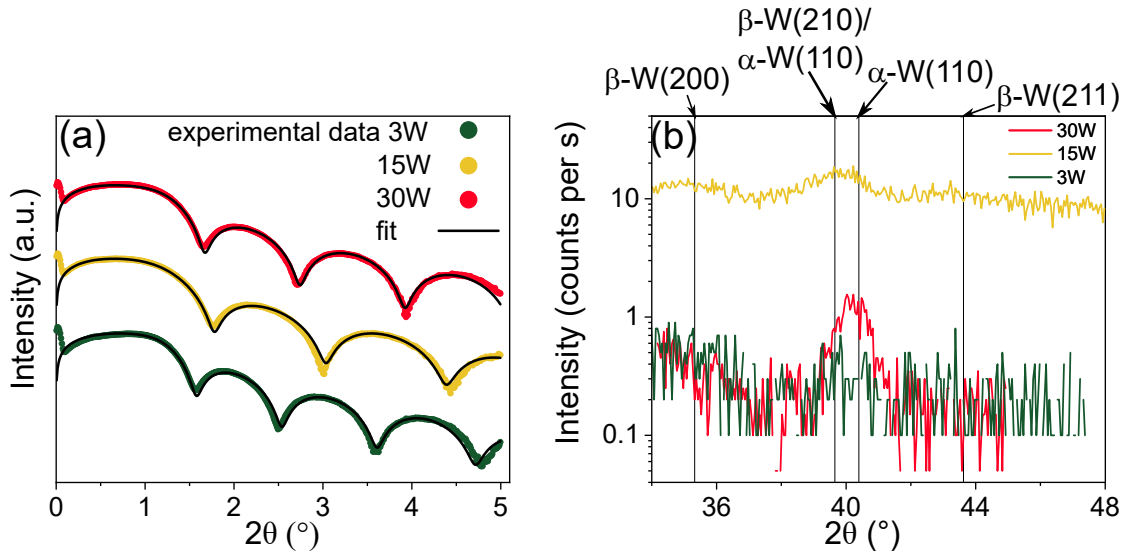 (a)
experimental data 3W
15W
30W
fit
Intensity (a.u.)
0 1 2 3 4 5
2θ (°)
β-W(210)/
α-W(110)
α-W(110)
β-W(200)
β-W(211)
(b)
30W
15W
3W
Intensity (counts per s)
10
1
0.1
36 40 44 48
2θ (°)